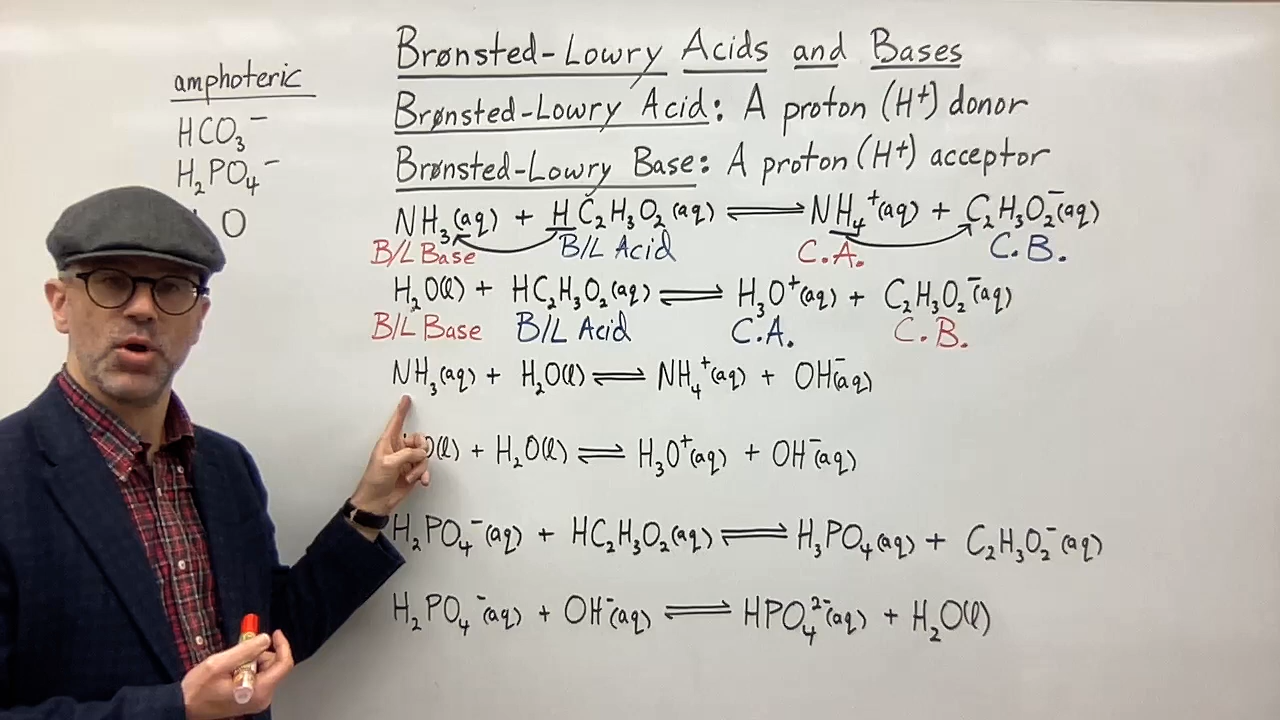 Brønsted-Lowry Acids and Bases
Brønsted-Lowry Acid: A proton (H⁺) donor
Brønsted-Lowry Base: A proton (H⁺) acceptor
amphoteric
HCO₃⁻
H₂PO₄⁻
O
NH₃(aq) + HC₂H₃O₂(aq) ⇌ NH₄⁺(aq) + C₂H₃O₂⁻(aq)
B/L Base B/L Acid C.A. C.B.
H₂O(l) + HC₂H₃O₂(aq) ⇌ H₃O⁺(aq) + C₂H₃O₂⁻(aq)
B/L Base B/L Acid C.A. C.B.
NH₃(aq) + H₂O(l) ⇌ NH₄⁺(aq) + OH⁻(aq)
O(l) + H₂O(l) ⇌ H₃O⁺(aq) + OH⁻(aq)
H₂PO₄⁻(aq) + HC₂H₃O₂(aq) ⇌ H₃PO₄(aq) + C₂H₃O₂⁻(aq)
H₂PO₄⁻(aq) + OH⁻(aq) ⇌ HPO₄²⁻(aq) + H₂O(l)